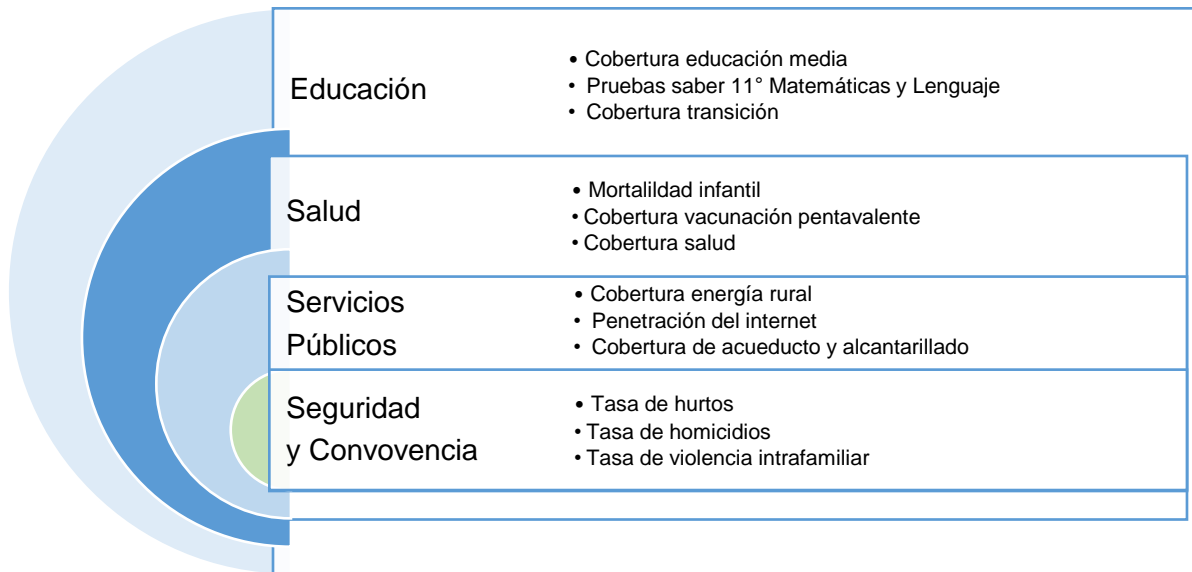 Educación
• Cobertura educación media
• Pruebas saber 11° Matemáticas y Lenguaje
• Cobertura transición
Salud
• Mortalildad infantil
• Cobertura vacunación pentavalente
• Cobertura salud
Servicios
Públicos
• Cobertura energía rural
• Penetración del internet
• Cobertura de acueducto y alcantarillado
Seguridad
y Convovencia
• Tasa de hurtos
• Tasa de homicidios
• Tasa de violencia intrafamiliar